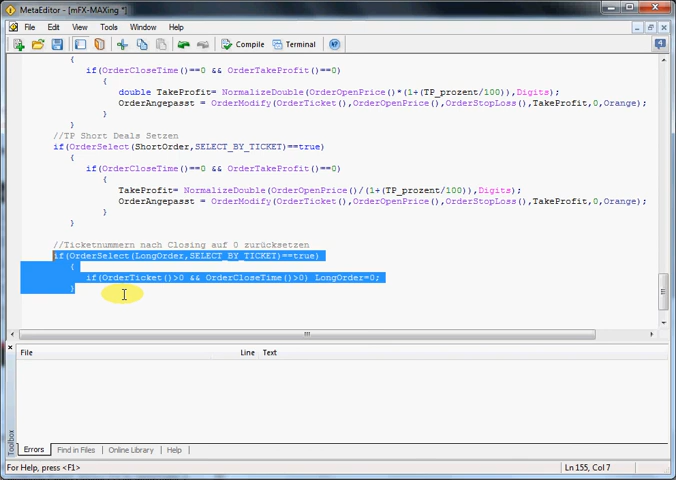 MetaEditor - [mFX-MAXing *]
File Edit View Tools Window Help
Compile Terminal 4
{
if(OrderCloseTime()==0 && OrderTakeProfit()==0)
{
double TakeProfit= NormalizeDouble(OrderOpenPrice()*(1+(TP_prozent/100)),Digits);
OrderAngepasst = OrderModify(OrderTicket(),OrderOpenPrice(),OrderStopLoss(),TakeProfit,0,Orange);
}
}
//TP Short Deals Setzen
if(OrderSelect(ShortOrder,SELECT_BY_TICKET)==true)
{
if(OrderCloseTime()==0 && OrderTakeProfit()==0)
{
TakeProfit= NormalizeDouble(OrderOpenPrice()/(1+(TP_prozent/100)),Digits);
OrderAngepasst = OrderModify(OrderTicket(),OrderOpenPrice(),OrderStopLoss(),TakeProfit,0,Orange);
}
}
//Ticketnummern nach Closing auf 0 zurücksetzen
if(OrderSelect(LongOrder,SELECT_BY_TICKET)==true)
{
if(OrderTicket()>0 && OrderCloseTime()>0) LongOrder=0;
}
File Line Text
Toolbox
Errors Find in Files Online Library Help
For Help, press <F1> Ln 155, Col 7